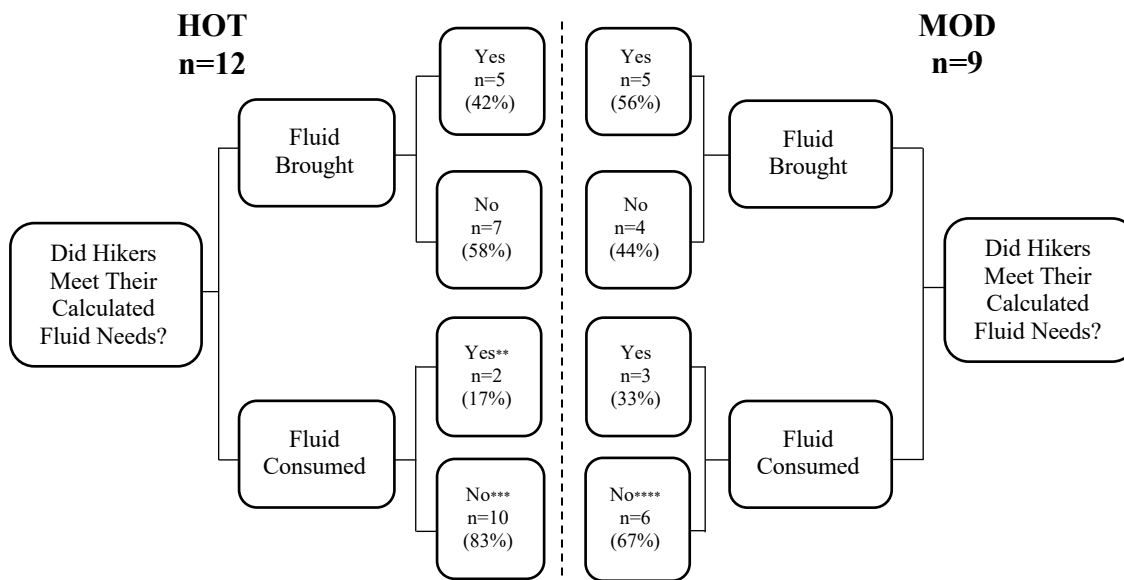 HOT
n=12
MOD
n=9
Did Hikers
Meet Their
Calculated
Fluid Needs?
Fluid
Brought
Yes
n=5
(42%)
No
n=7
(58%)
Fluid
Consumed
Yes**
n=2
(17%)
No***
n=10
(83%)
Yes
n=5
(56%)
No
n=4
(44%)
Fluid
Brought
Yes
n=3
(33%)
No****
n=6
(67%)
Fluid
Consumed
Did Hikers
Meet Their
Calculated
Fluid Needs?